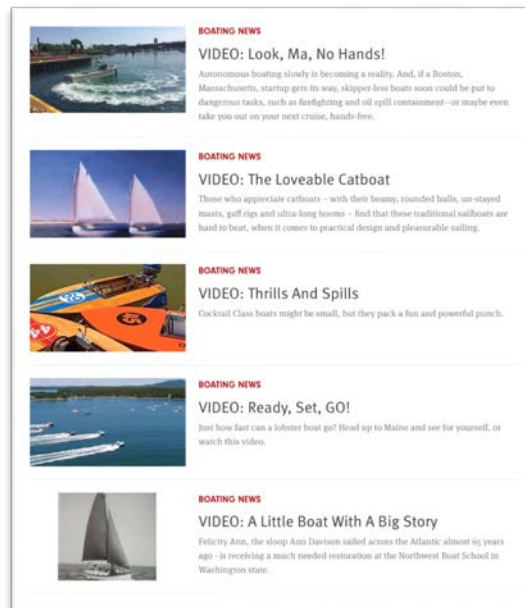 BOATING NEWS
VIDEO: Look, Ma, No Hands!
Autonomous boating slowly is becoming a reality. And, if a Boston,
Massachusetts, startup gets its way, skipper-less boats soon could be put to
dangerous tasks, such as firefighting and oil spill containment—or maybe even
take you out on your next cruise, hands-free.
BOATING NEWS
VIDEO: The Loveable Catboat
Those who appreciate catboats – with their beamy, rounded hulls, un-stayed
masts, gaff rigs and ultra-long booms – find that these traditional sailboats are
hard to beat, when it comes to practical design and pleasurable sailing.
BOATING NEWS
VIDEO: Thrills And Spills
Cocktail Class boats might be small, but they pack a fun and powerful punch.
BOATING NEWS
VIDEO: Ready, Set, GO!
Just how fast can a lobster boat go? Head up to Maine and see for yourself, or
watch this video.
BOATING NEWS
VIDEO: A Little Boat With A Big Story
Felicity Ann, the sloop Ann Davison sailed across the Atlantic almost 65 years
ago - is receiving a much needed restoration at the Northwest Boat School in
Washington state.